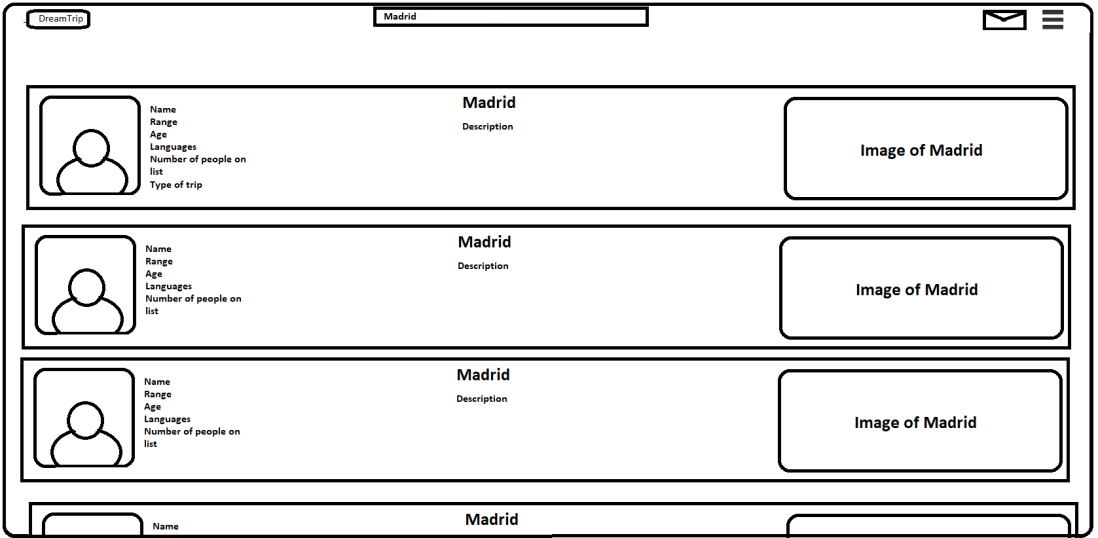 DreamTrip
Madrid
Name
Range
Age
Languages
Number of people on
list
Type of trip
Madrid
Description
Image of Madrid
Name
Range
Age
Languages
Number of people on
list
Madrid
Description
Image of Madrid
Name
Range
Age
Languages
Number of people on
list
Madrid
Description
Image of Madrid
Name
Madrid